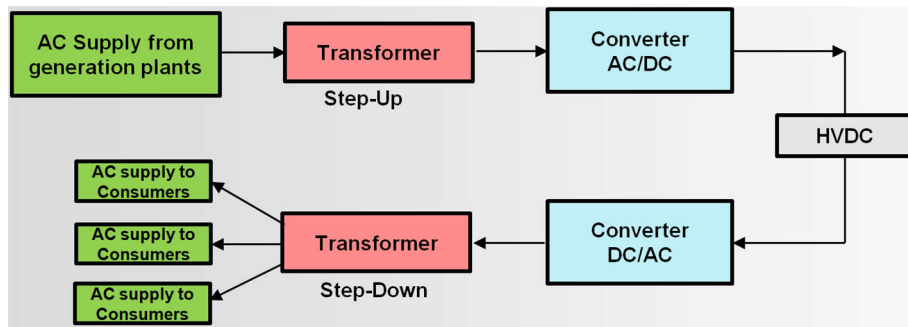 AC Supply from
generation plants
Transformer
Step-Up
Converter
AC/DC
HVDC
AC supply to
Consumers
AC supply to
Consumers
AC supply to
Consumers
Transformer
Step-Down
Converter
DC/AC